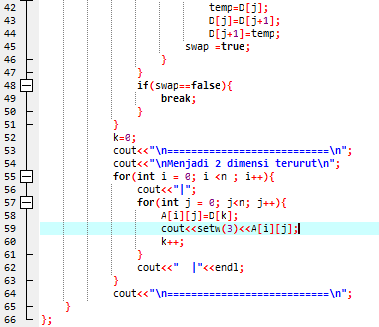 42 temp=D[j];
43 D[j]=D[j+1];
44 D[j+1]=temp;
45 swap =true;
46 }
47 }
48 if(swap==false){
49 break;
50 }
51 }
52 k=0;
53 cout<<"\n===========================\n";
54 cout<<"\nMenjadi 2 dimensi terurut\n";
55 for(int i = 0; i <n ; i++){
56 cout<<"|";
57 for(int j = 0; j<n; j++){
58 A[i][j]=D[k];
59 cout<<setw(3)<<A[i][j];
60 k++;
61 }
62 cout<<"  |"<<endl;
63 }
64 cout<<"\n===========================\n";
65 }
66 };